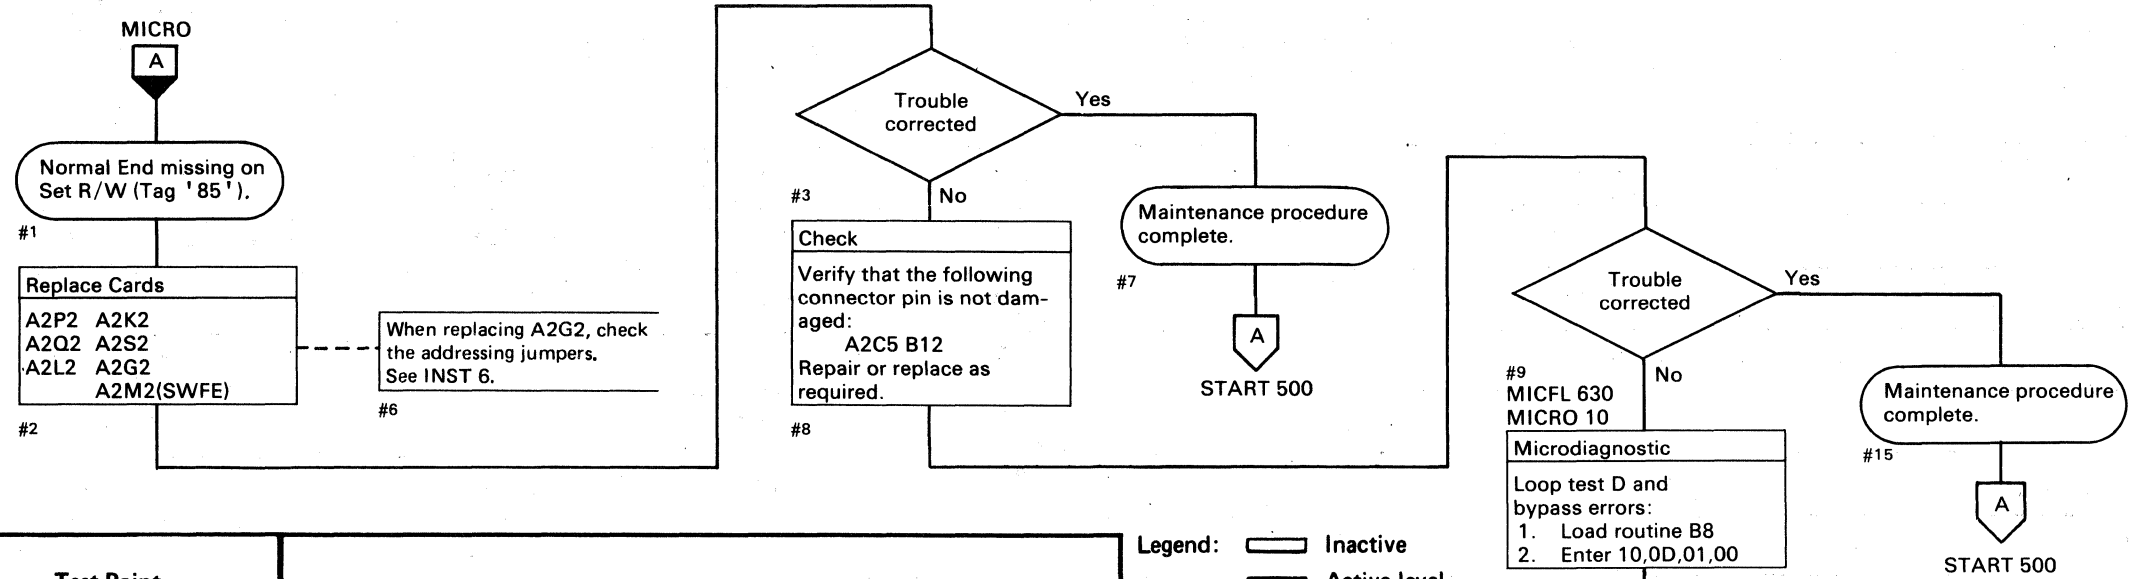 MICRO
A
Normal End missing on
Set R/W (Tag '85').
#1
Replace Cards
A2P2 A2K2
A2Q2 A2S2
A2L2 A2G2
A2M2(SWFE)
#2
When replacing A2G2, check
the addressing jumpers.
See INST 6.
#6
Trouble
corrected
Yes
No
#3
Check
Verify that the following
connector pin is not dam-
aged:
A2C5 B12
Repair or replace as
required.
#8
Maintenance procedure
complete.
#7
A
START 500
Trouble
corrected
Yes
No
#9
MICFL 630
MICRO 10
Microdiagnostic
Loop test D and
bypass errors:
1. Load routine B8
2. Enter 10,0D,01,00
Maintenance procedure
complete.
#15
A
START 500
Legend:
Inactive
Active level
Test Point